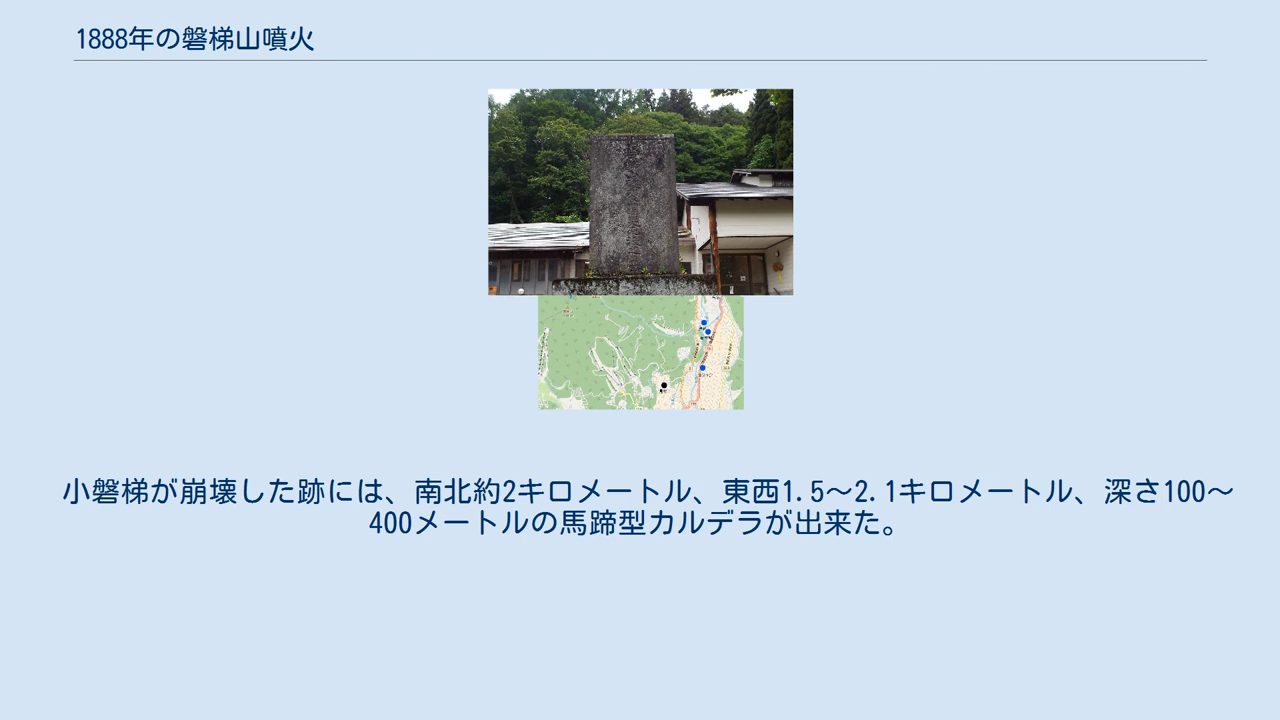 1888年の磐梯山噴火
小磐梯が崩壊した跡には、南北約2キロメートル、東西1.5～2.1キロメートル、深さ100～
400メートルの馬蹄型カルデラが出来た。